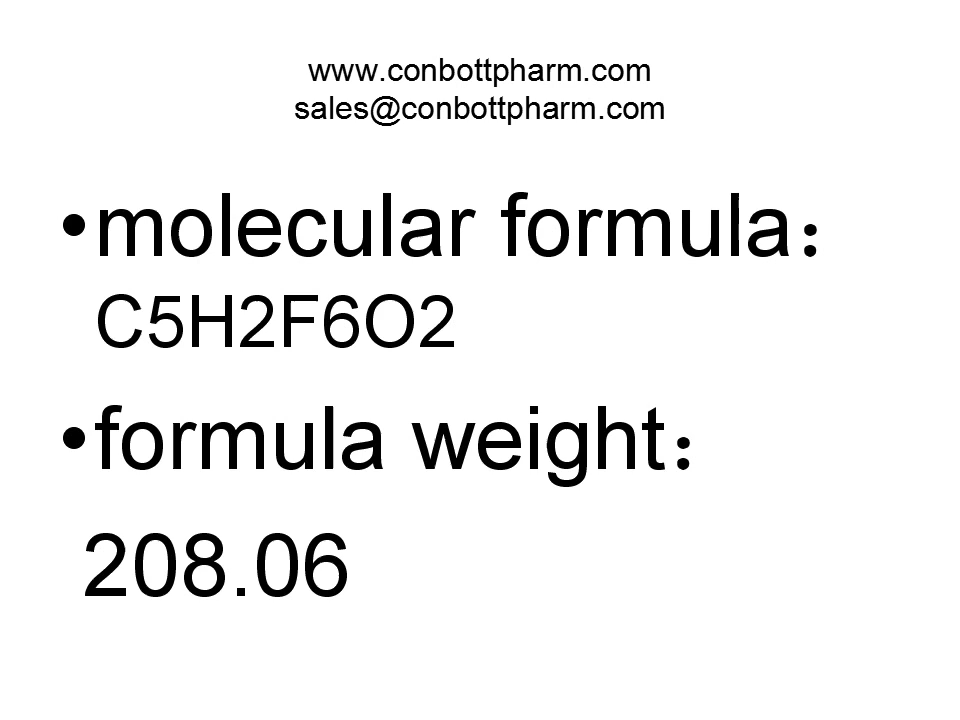 www.conbottpharm.com
sales@conbottpharm.com
•molecular formula：
C5H2F6O2
•formula weight：
208.06